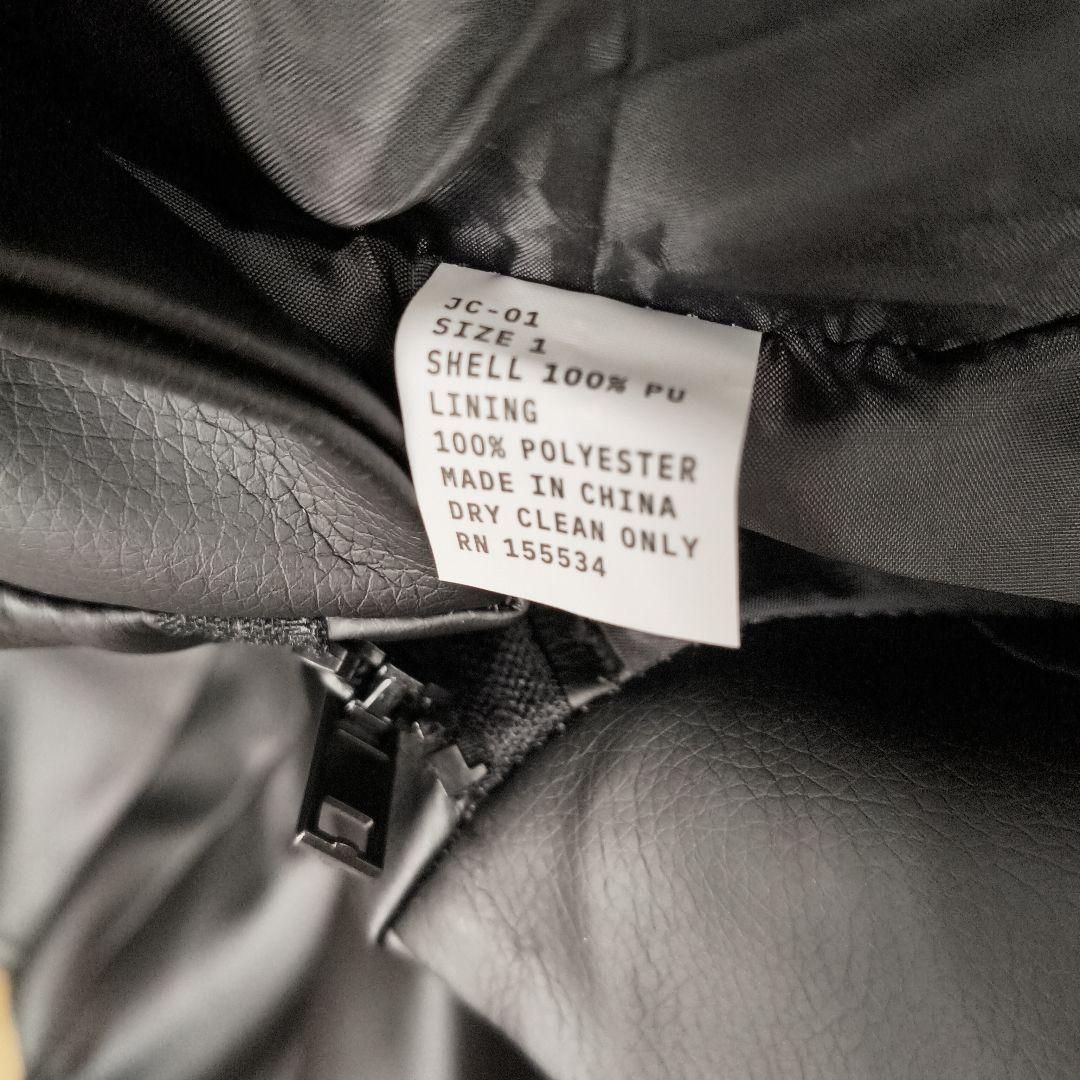 JC-01
SIZE 1
SHELL 100% PU
LINING
100% POLYESTER
MADE IN CHINA
DRY CLEAN ONLY
RN 155534